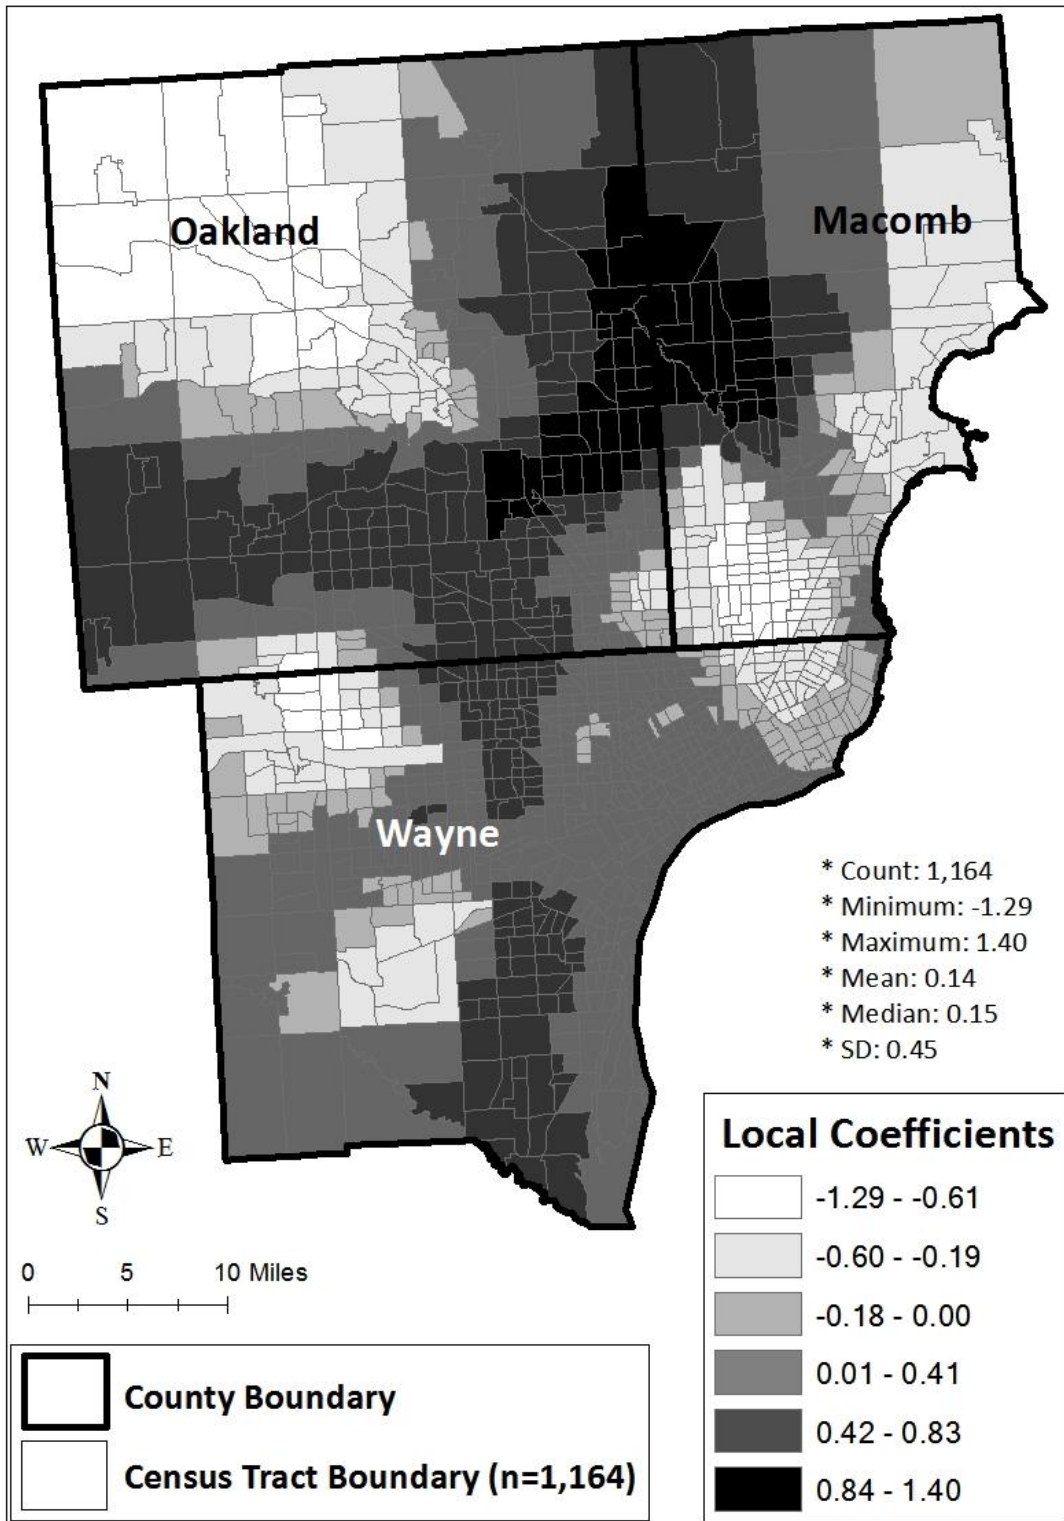 Oakland
Macomb
Wayne
* Count: 1,164
* Minimum: -1.29
* Maximum: 1.40
* Mean: 0.14
* Median: 0.15
* SD: 0.45
N
W E
S
0 5 10 Miles
County Boundary
Census Tract Boundary (n=1,164)
Local Coefficients
-1.29 - -0.61
-0.60 - -0.19
-0.18 - 0.00
0.01 - 0.41
0.42 - 0.83
0.84 - 1.40